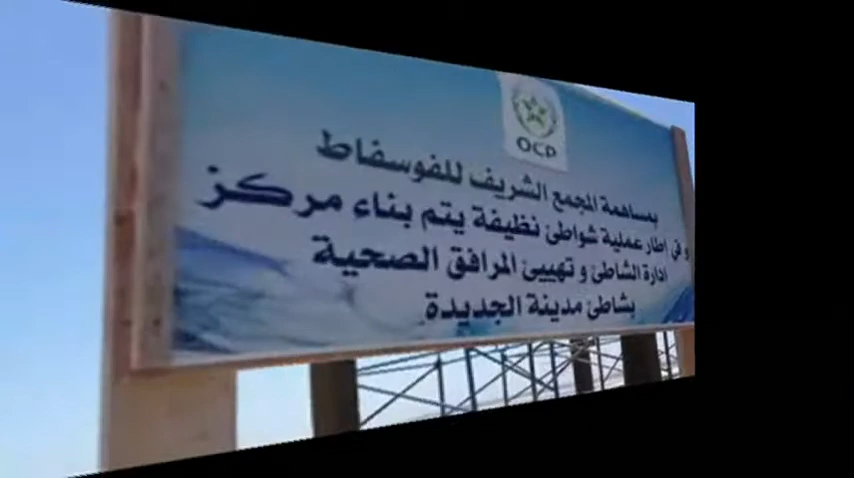 OCP
بمساهمة المجمع الشريف للفوسفاط
و في اطار عملية شواطئ نظيفة يتم بناء مركز
ادارة الشاطئ و تهييئ المرافق الصحية
بشاطئ مدينة الجديدة